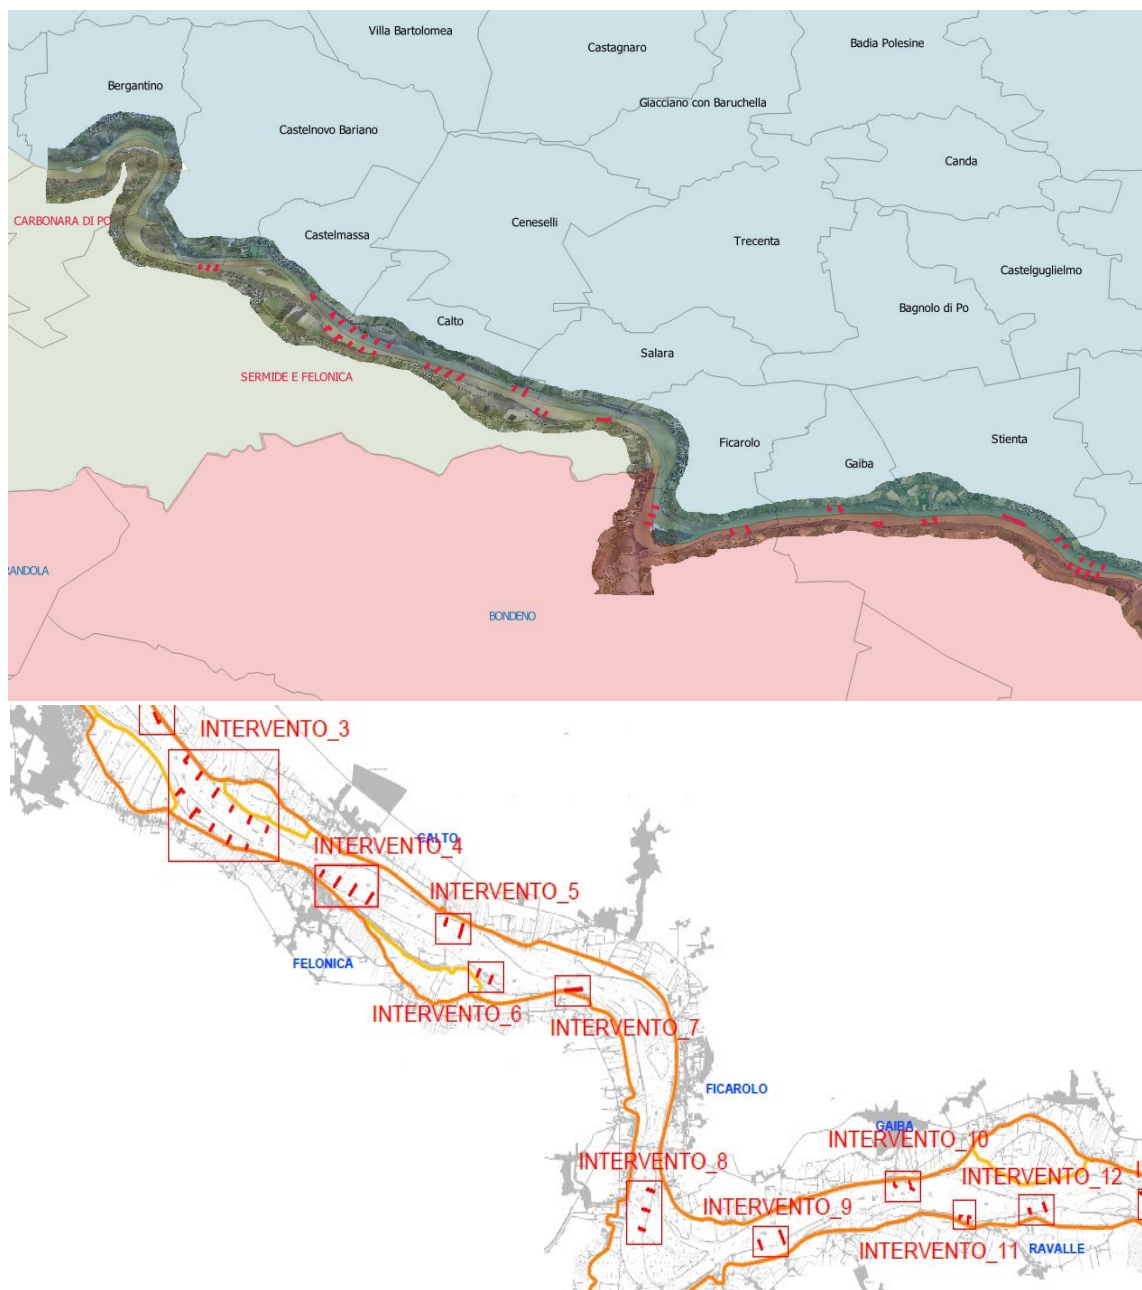 Villa Bartolomea
Castagnaro
Badia Polesine
Bergantino
Giacciano con Baruchella
Castelnovo Bariano
Canda
CARBONARA DI PO
Ceneselli
Castelmassa
Trecenta
Castelguglielmo
Bagnolo di Po
Calto
Salara
SERMIDE E FELONICA
Ficarolo
Stienta
Gaiba
RANDOLA
BONDENO
INTERVENTO_3
CALTO
INTERVENTO_4
INTERVENTO_5
FELONICA
INTERVENTO_6
INTERVENTO_7
FICAROLO
GAIBA
INTERVENTO_10
INTERVENTO_8
INTERVENTO_12
INTERVENTO_9
INTERVENTO_11
RAVALLE